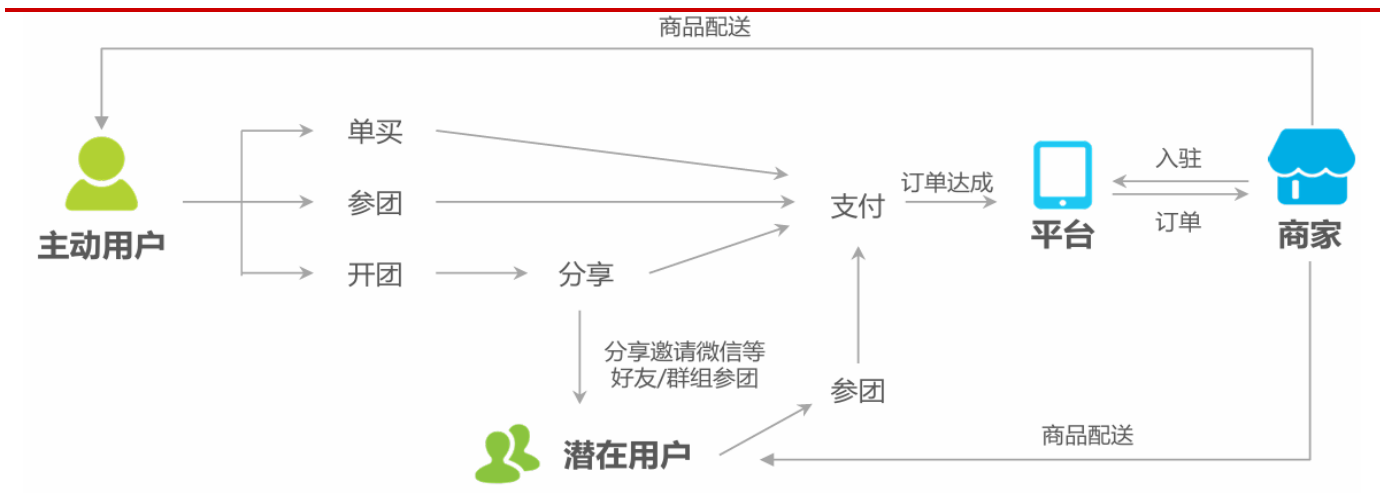 商品配送
单买
参团
开团
主动用户
分享
支付
订单达成
平台
入驻
订单
商家
分享邀请微信等
好友/群组参团
潜在用户
参团
商品配送